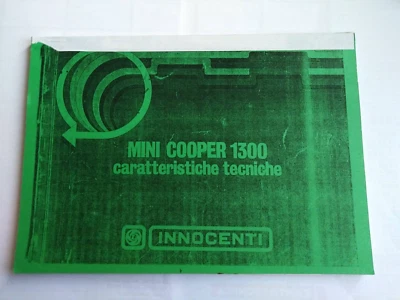 MINI COOPER 1300
caratteristiche tecniche
INNOCENTI